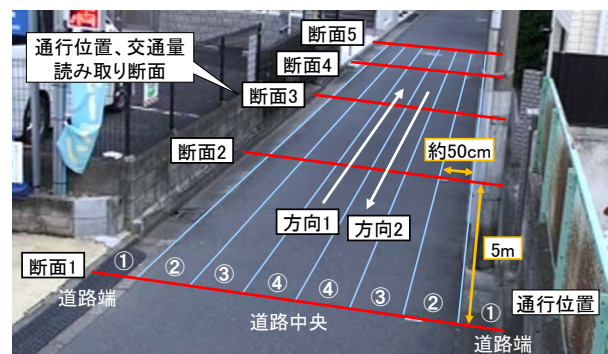 断面5
通行位置、交通量
読み取り断面
断面4
断面3
断面2
約50cm
方向1
方向2
5m
断面1
①
②
③
④
④
③
②
①
通行位置
道路端
道路中央
道路端